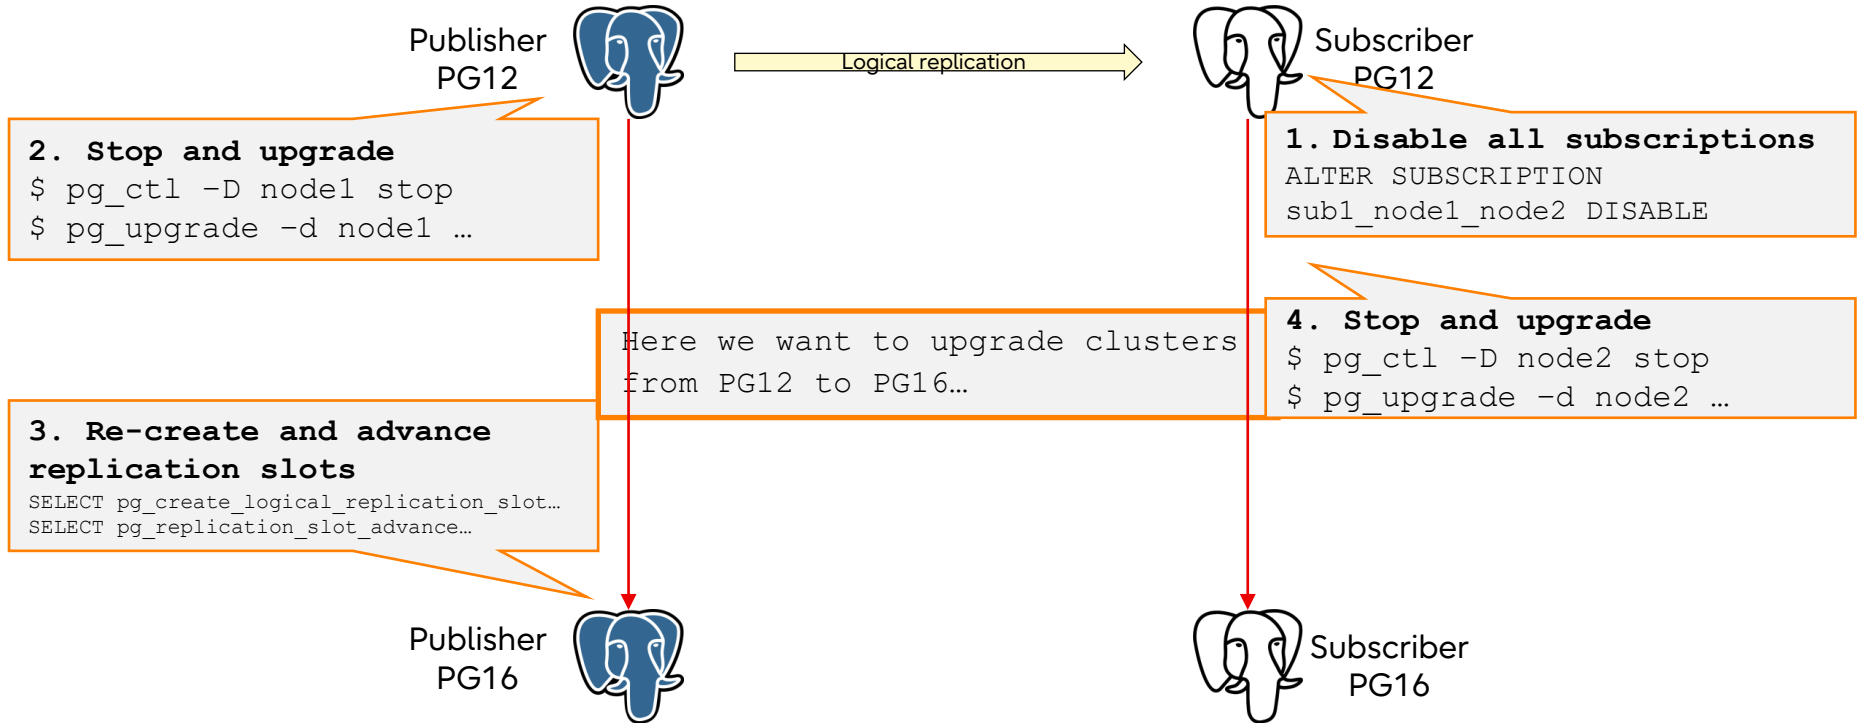 Publisher
PG12
Logical replication
Subscriber
PG12
1. Disable all subscriptions
ALTER SUBSCRIPTION
sub1_node1_node2 DISABLE
2. Stop and upgrade
$ pg_ctl –D node1 stop
$ pg_upgrade –d node1 …
Here we want to upgrade clusters
from PG12 to PG16…
3. Re-create and advance
replication slots
SELECT pg_create_logical_replication_slot…
SELECT pg_replication_slot_advance…
4. Stop and upgrade
$ pg_ctl –D node2 stop
$ pg_upgrade –d node2 …
Publisher
PG16
Subscriber
PG16